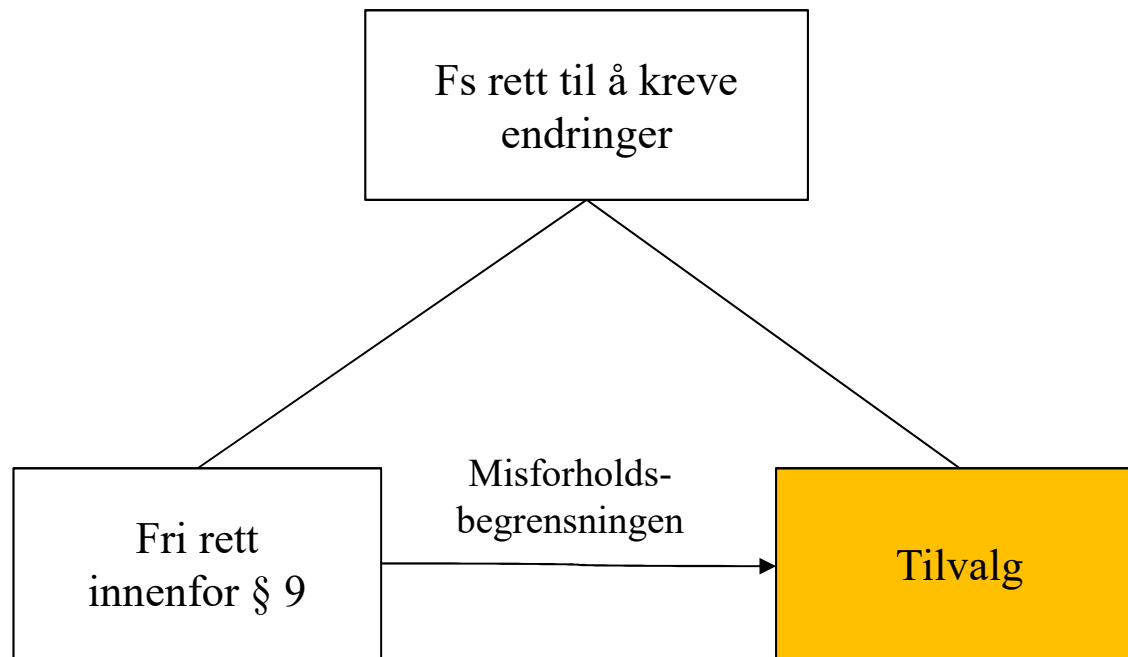 Fs rett til å kreve
endringer
Misforholds-
begrensningen
Fri rett
innenfor § 9
Tilvalg